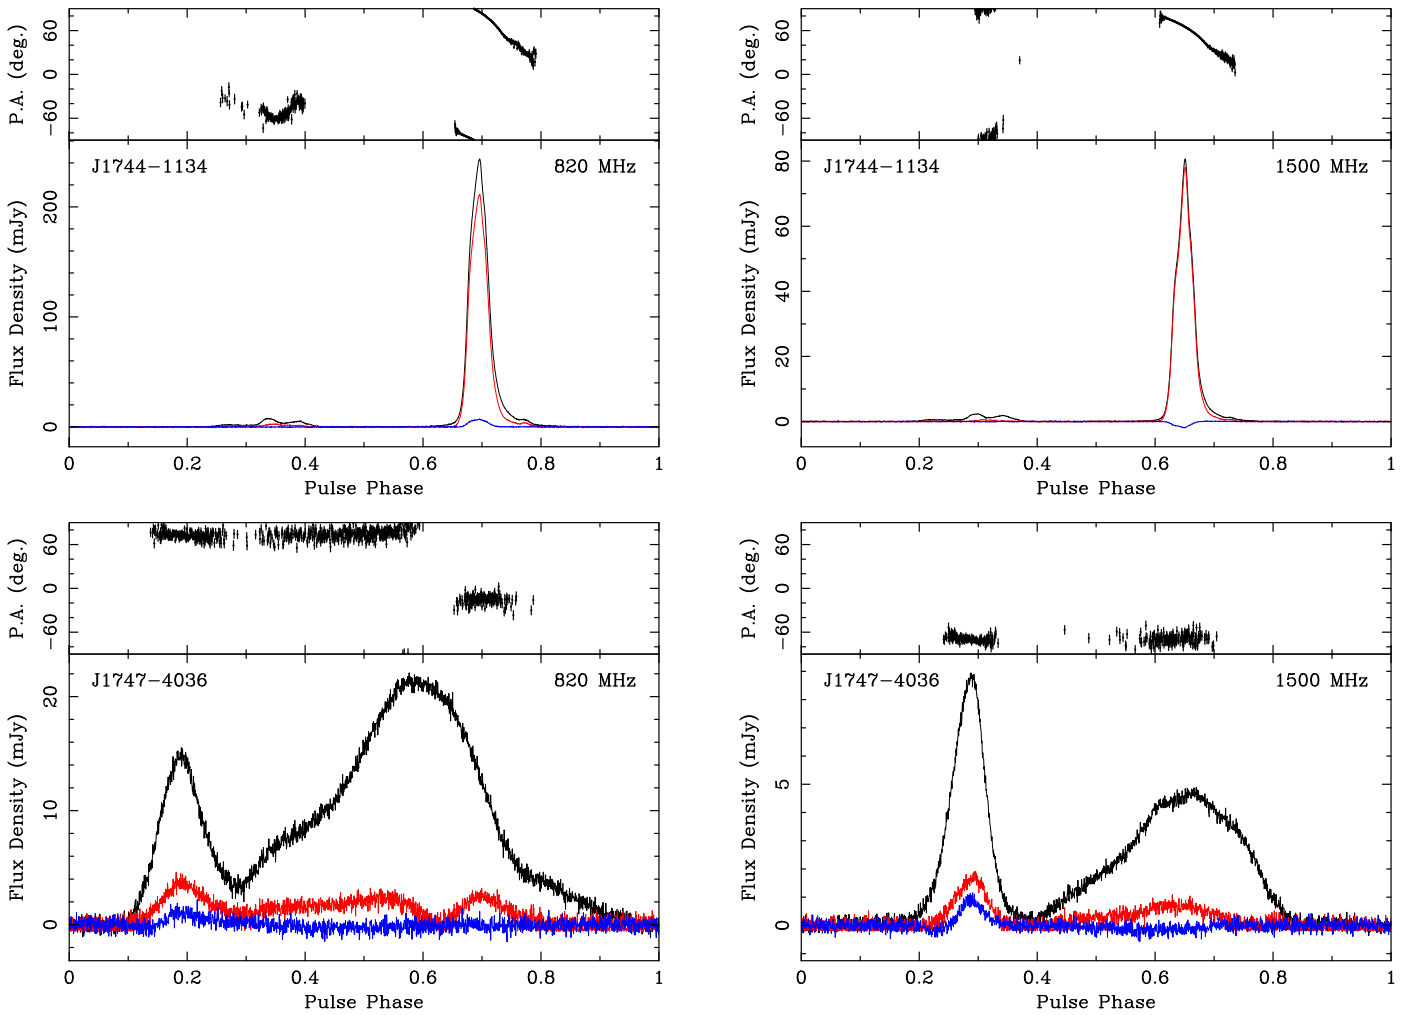 P.A. (deg.)
60
0
−60
J1744−1134
820 MHz
Flux Density (mJy)
200
100
0
0 0.2 0.4 0.6 0.8 1
Pulse Phase
P.A. (deg.)
60
0
−60
J1744−1134
1500 MHz
Flux Density (mJy)
80
60
40
20
0
0 0.2 0.4 0.6 0.8 1
Pulse Phase
P.A. (deg.)
60
0
−60
J1747−4036
820 MHz
Flux Density (mJy)
20
10
0
0 0.2 0.4 0.6 0.8 1
Pulse Phase
P.A. (deg.)
60
0
−60
J1747−4036
1500 MHz
Flux Density (mJy)
5
0
0 0.2 0.4 0.6 0.8 1
Pulse Phase